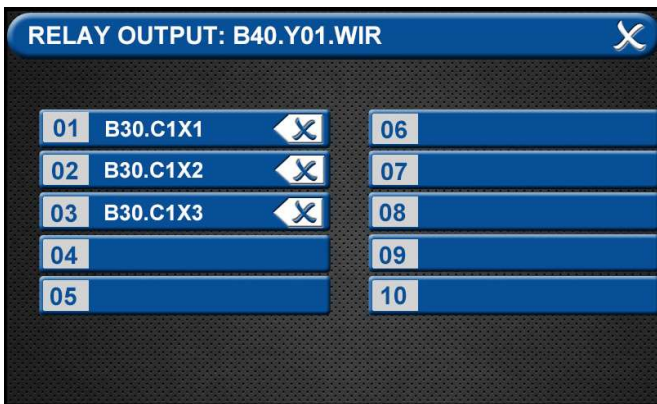 RELAY OUTPUT: B40.Y01.WIR X
01 B30.C1X1 X
02 B30.C1X2 X
03 B30.C1X3 X
04
05
06
07
08
09
10